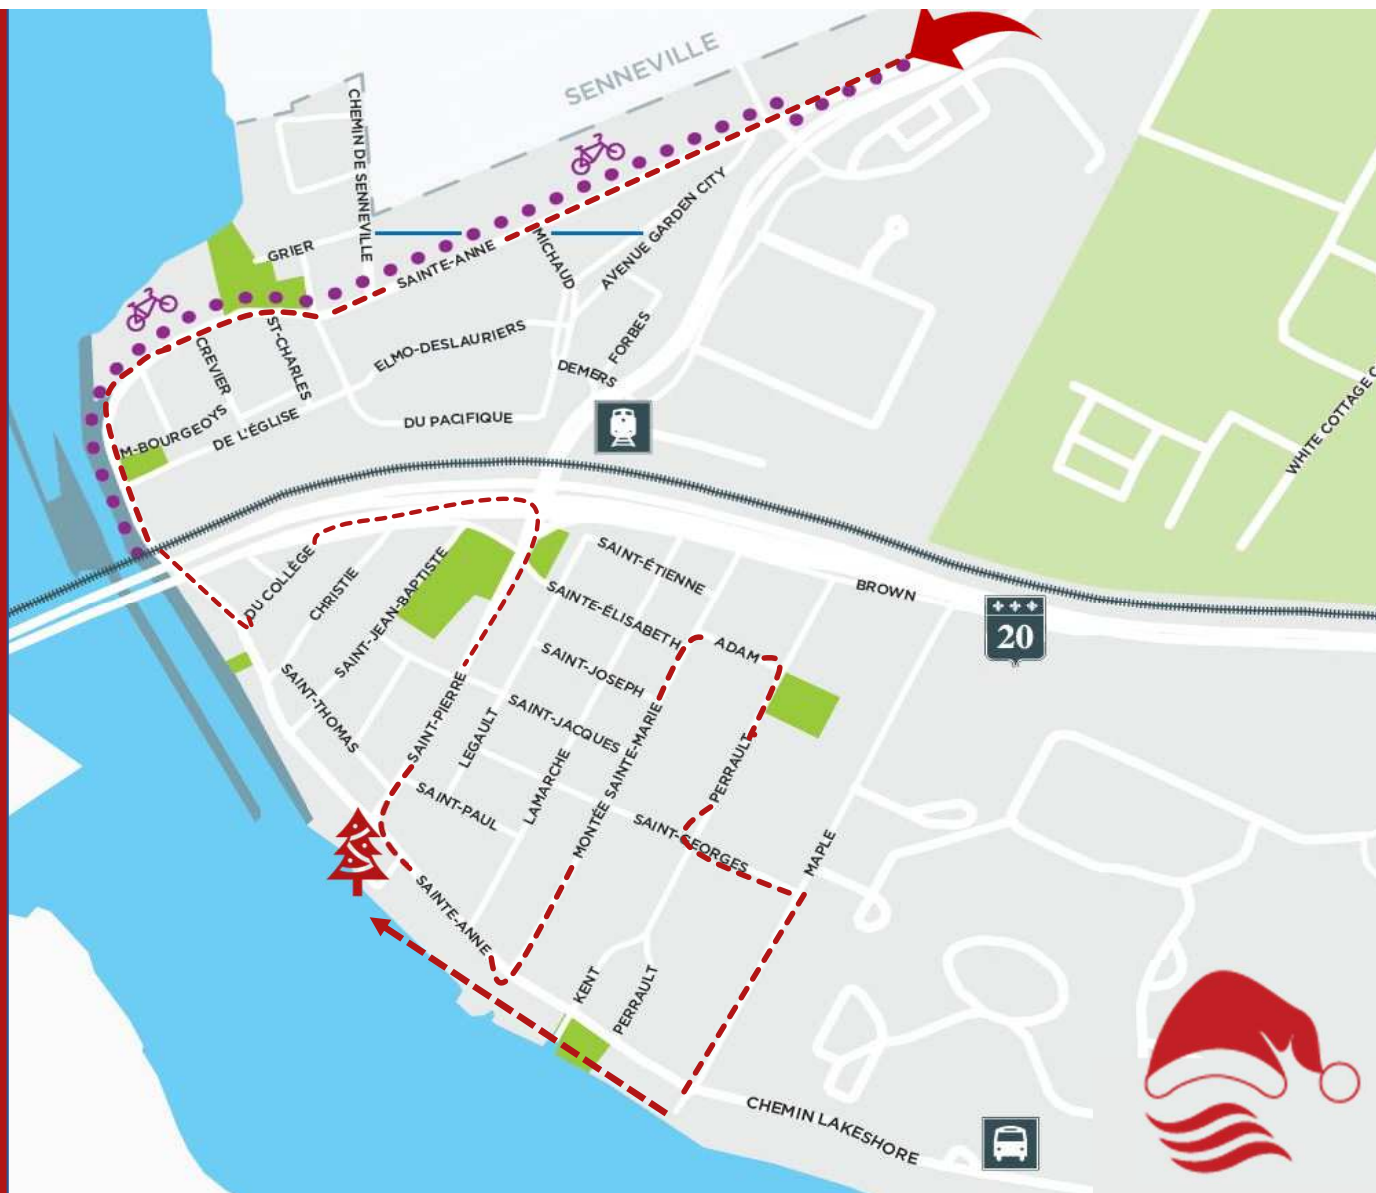 SENNEVILLE
CHEMIN DE SENNEVILLE
GRIER
SAINTE-ANNE
MICHAUD
AVENUE GARDEN CITY
ST-CHARLES
CREVIER
ELMO-DESLAURIERS
FORBES
DEMERS
M-BOURGEOYS
DE L'ÉGLISE
DU PACIFIQUE
WHITE COTTAGE
DU COLLÈGE
CHRISTIE
SAINT-JEAN-BAPTISTE
SAINT-ÉTIENNE
BROWN
20
SAINTE-ÉLISABETH
ADAM
SAINT-JOSEPH
SAINT-THOMAS
SAINT-PIERRE
LEGAULT
SAINT-JACQUES
MONTÉE SAINTE-MARIE
PERRAULT
LAMARCHE
SAINT-PAUL
SAINT-GEORGES
MAPLE
SAINTE-ANNE
KENT
PERRAULT
CHEMIN LAKESHORE